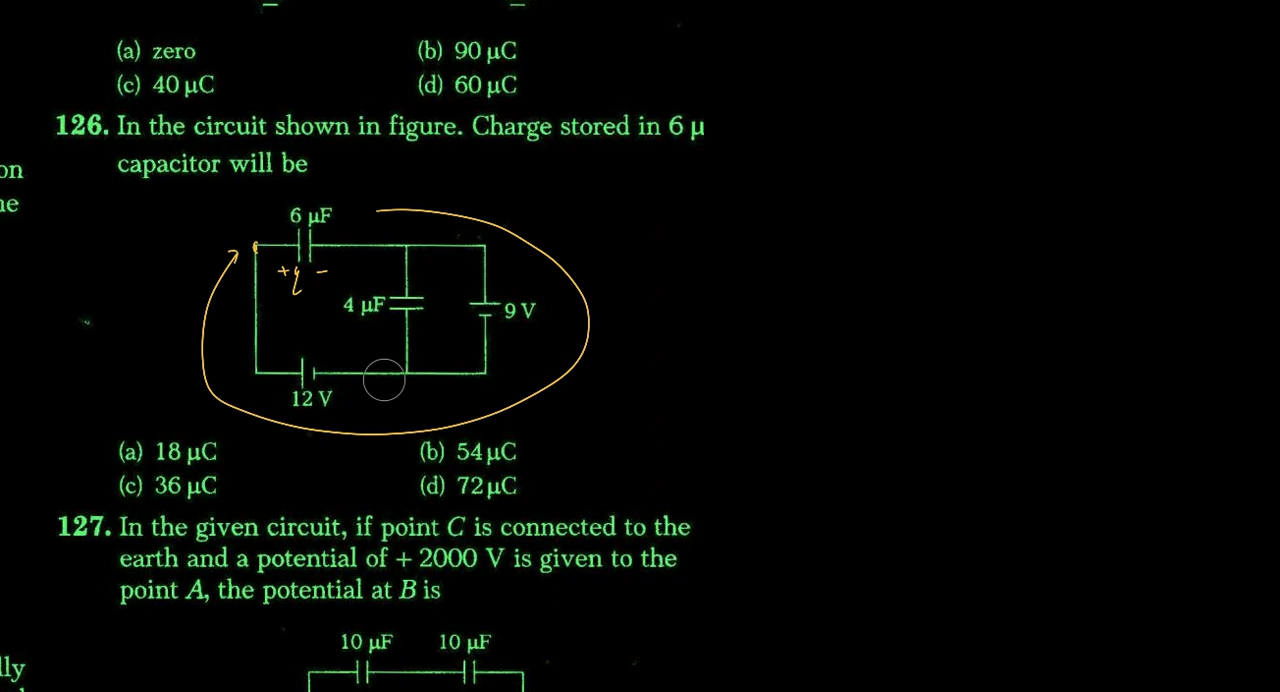 (a) zero (b) 90 μC
(c) 40 μC (d) 60 μC
126. In the circuit shown in figure. Charge stored in 6 μ
on
capacitor will be
ne
6 μF
+q −
4 μF
9 V
12 V
(a) 18 μC (b) 54 μC
(c) 36 μC (d) 72 μC
127. In the given circuit, if point C is connected to the
earth and a potential of + 2000 V is given to the
point A, the potential at B is
10 μF 10 μF
lly